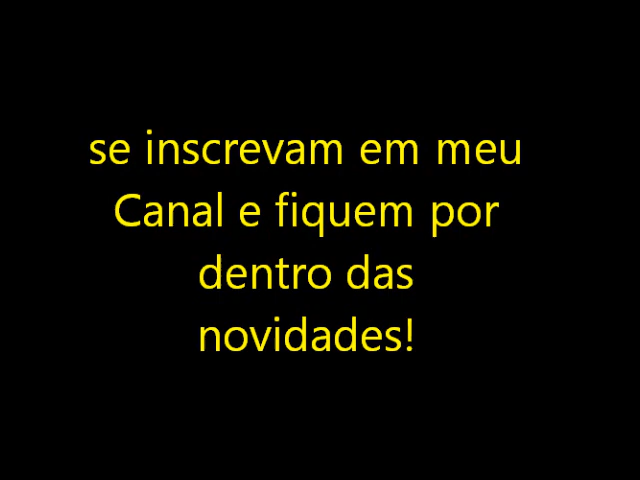 se inscrevam em meu
Canal e fiquem por
dentro das
novidades!